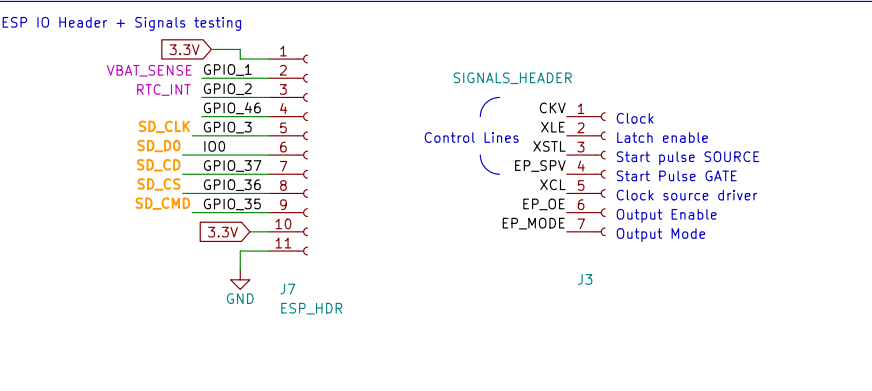 ESP IO Header + Signals testing
3.3V 1
VBAT_SENSE GPIO_1 2
RTC_INT GPIO_2 3
GPIO_46 4
SD_CLK GPIO_3 5
SD_D0 IO0 6
SD_CD GPIO_37 7
SD_CS GPIO_36 8
SD_CMD GPIO_35 9
3.3V 10
11
GND
J7
ESP_HDR
SIGNALS_HEADER
Control Lines
CKV 1 Clock
XLE 2 Latch enable
XSTL 3 Start pulse SOURCE
EP_SPV 4 Start Pulse GATE
XCL 5 Clock source driver
EP_OE 6 Output Enable
EP_MODE 7 Output Mode
J3